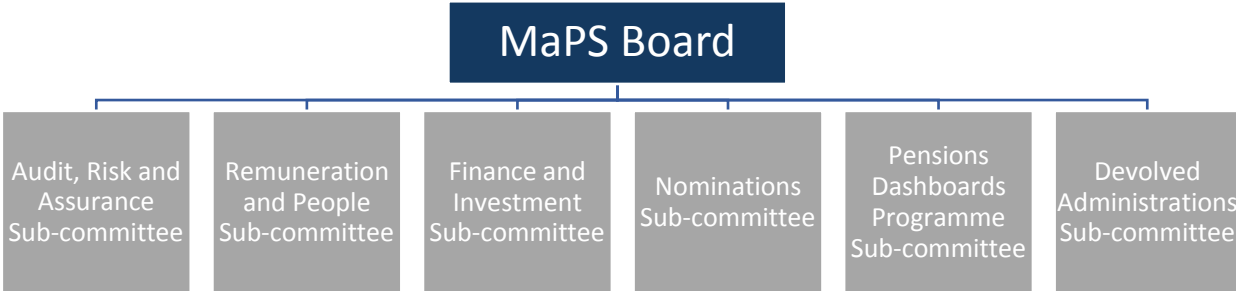 MaPS Board
Audit, Risk and
Assurance
Sub-committee
Remuneration
and People
Sub-committee
Finance and
Investment
Sub-committee
Nominations
Sub-committee
Pensions
Dashboards
Programme
Sub-committee
Devolved
Administrations
Sub-committee